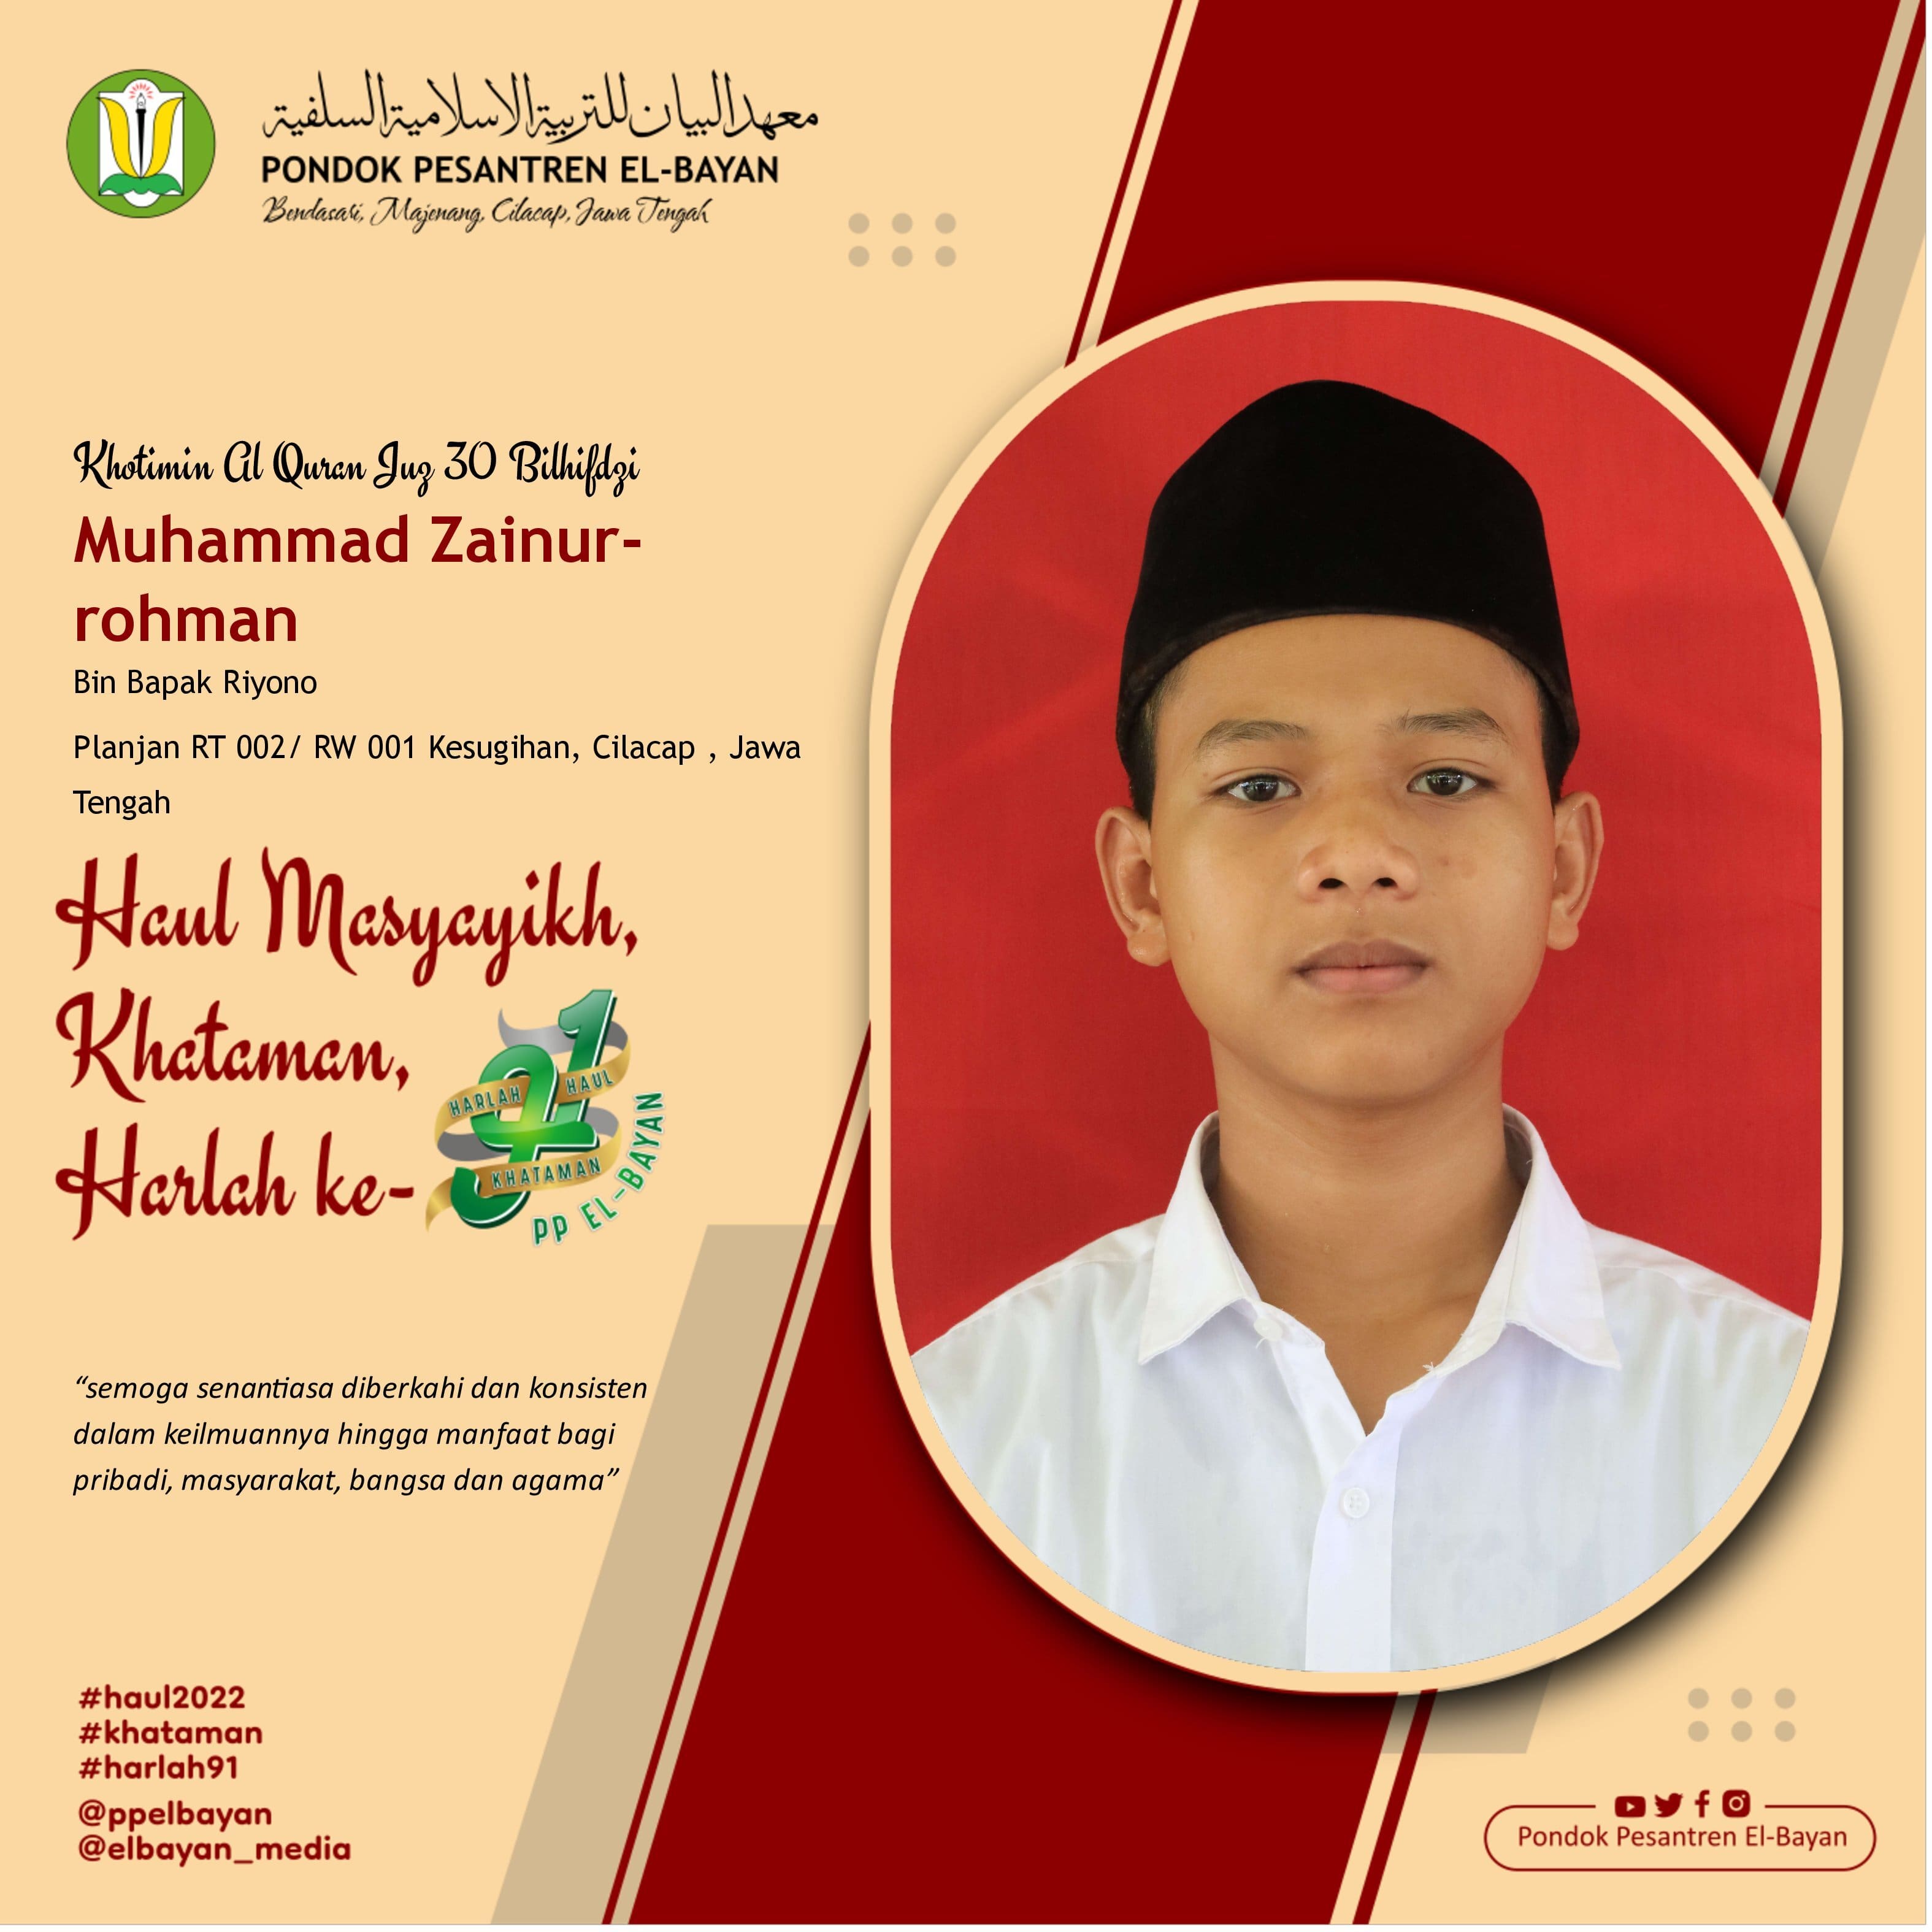 معهد البيان للتربية الاسلامية السلفية
PONDOK PESANTREN EL-BAYAN
Bendasari, Majenang, Cilacap, Jawa Tengah
Khotimin Al Quran Juz 30 Bilhifdzi
Muhammad Zainur-
rohman
Bin Bapak Riyono
Planjan RT 002/ RW 001 Kesugihan, Cilacap , Jawa
Tengah
Haul Masyayikh,
Khataman,
Harlah ke-
91
HARLAH HAUL
KHATAMAN
PP EL-BAYAN
“semoga senantiasa diberkahi dan konsisten
dalam keilmuannya hingga manfaat bagi
pribadi, masyarakat, bangsa dan agama”
#haul2022
#khataman
#harlah91
@ppelbayan
@elbayan_media
Pondok Pesantren El-Bayan